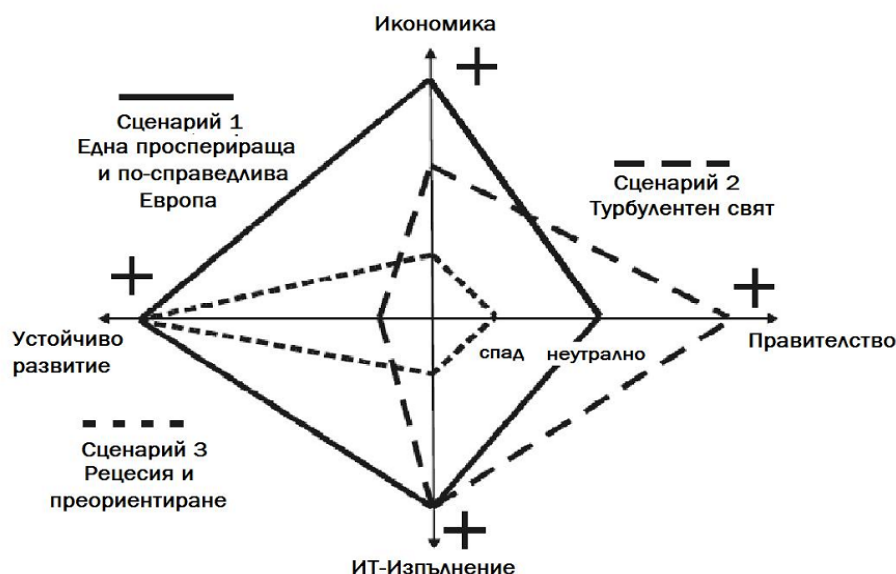 Икономика
+
Сценарий 1
Една просперираща
и по-справедлива
Европа
Сценарий 2
Турбулентен свят
+
+
Устойчиво
развитие
спад
неутрално
Правителство
Сценарий 3
Рецесия и
преориентиране
+
ИТ-Изпълнение